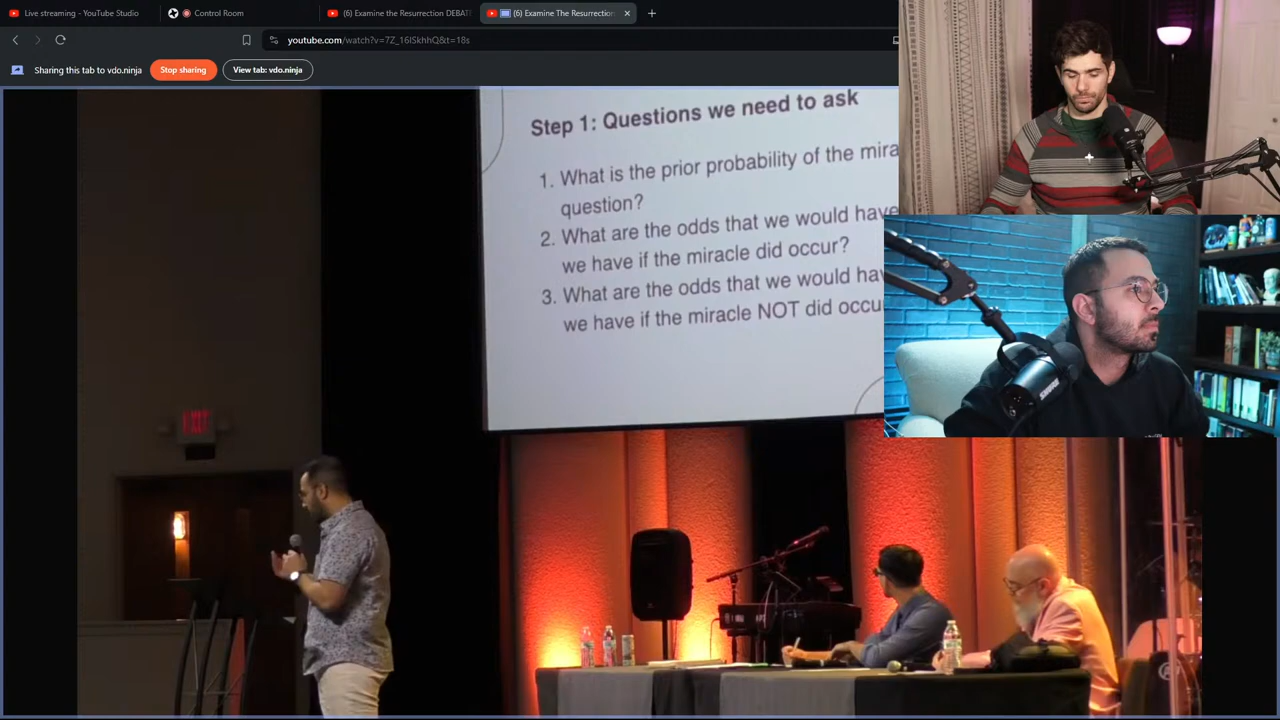 Live streaming - YouTube Studio
Control Room
(6) Examine the Resurrection DEBATE
(6) Examine The Resurrection
youtube.com/watch?v=7Z_16ISkhhQ&t=18s
Sharing this tab to vdo.ninja
Stop sharing
View tab: vdo.ninja
Step 1: Questions we need to ask
1. What is the prior probability of the mira
question?
2. What are the odds that we would have
we have if the miracle did occur?
3. What are the odds that we would hav
we have if the miracle NOT did occu
EXIT
SHURE